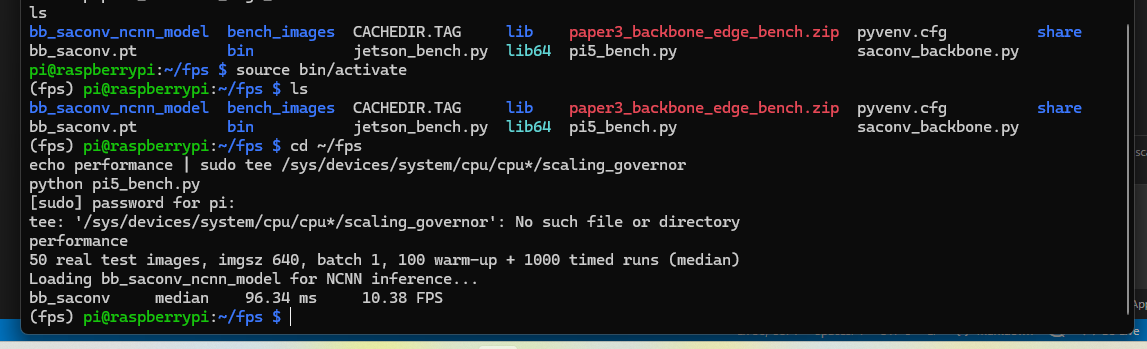 ls
bb_saconv_ncnn_model bench_images CACHEDIR.TAG lib paper3_backbone_edge_bench.zip pyvenv.cfg share
bb_saconv.pt bin jetson_bench.py lib64 pi5_bench.py saconv_backbone.py
pi@raspberrypi:~/fps $ source bin/activate
(fps) pi@raspberrypi:~/fps $ ls
bb_saconv_ncnn_model bench_images CACHEDIR.TAG lib paper3_backbone_edge_bench.zip pyvenv.cfg share
bb_saconv.pt bin jetson_bench.py lib64 pi5_bench.py saconv_backbone.py
(fps) pi@raspberrypi:~/fps $ cd ~/fps
echo performance | sudo tee /sys/devices/system/cpu/cpu*/scaling_governor
python pi5_bench.py
[sudo] password for pi:
tee: '/sys/devices/system/cpu/cpu*/scaling_governor': No such file or directory
performance
50 real test images, imgsz 640, batch 1, 100 warm-up + 1000 timed runs (median)
Loading bb_saconv_ncnn_model for NCNN inference...
bb_saconv median 96.34 ms 10.38 FPS
(fps) pi@raspberrypi:~/fps $